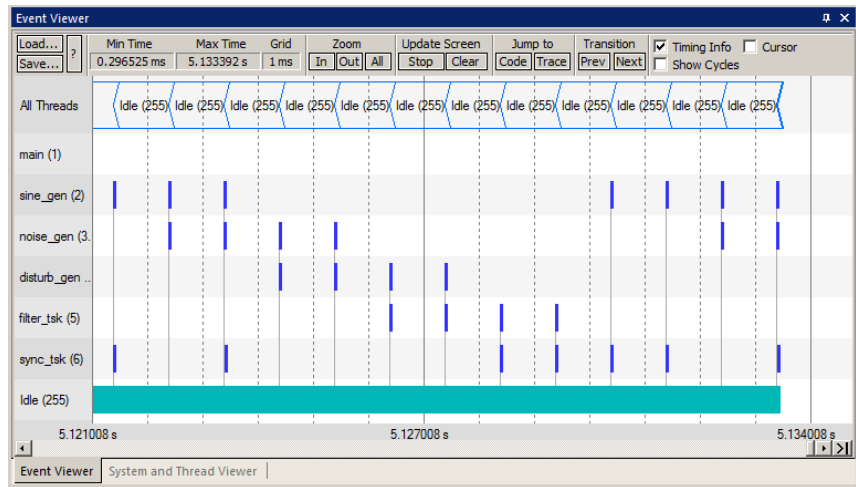 Event Viewer
Load... ? Min Time Max Time Grid Zoom Update Screen Jump to Transition Timing Info Cursor
Save... 0.296525 ms 5.133392 s 1 ms In Out All Stop Clear Code Trace Prev Next Show Cycles
All Threads Idle (255) Idle (255) Idle (255) Idle (255) Idle (255) Idle (255) Idle (255) Idle (255) Idle (255) Idle (255) Idle (255) Idle (255)
main (1)
sine_gen (2)
noise_gen (3.
disturb_gen ..
filter_tsk (5)
sync_tsk (6)
Idle (255)
5.121008 s 5.127008 s 5.134008 s
Event Viewer System and Thread Viewer